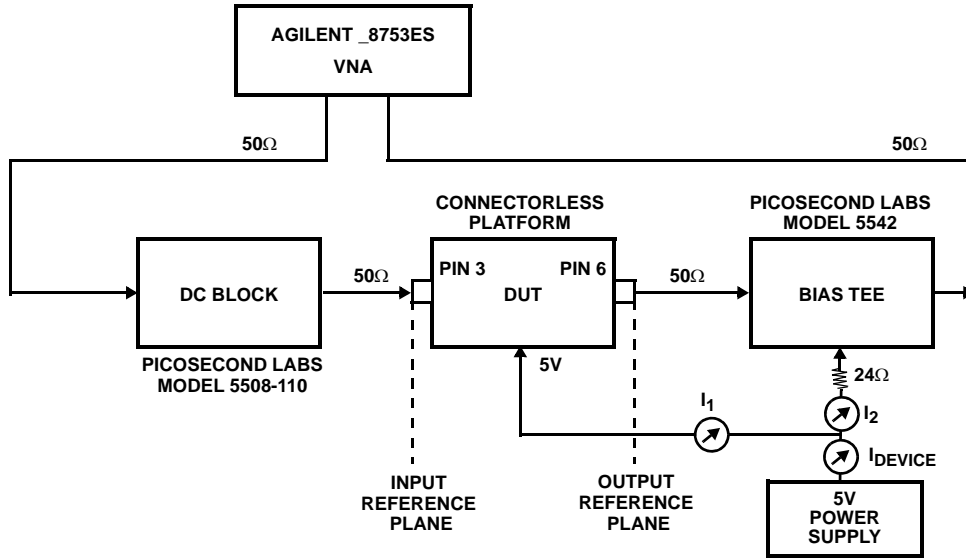 AGILENT _8753ES
VNA
50Ω
50Ω
CONNECTORLESS
PLATFORM
PICOSECOND LABS
MODEL 5542
DC BLOCK
50Ω
PIN 3
PIN 6
DUT
50Ω
BIAS TEE
PICOSECOND LABS
MODEL 5508-110
5V
24Ω
I1
I2
IDEVICE
INPUT
REFERENCE
PLANE
OUTPUT
REFERENCE
PLANE
5V
POWER
SUPPLY